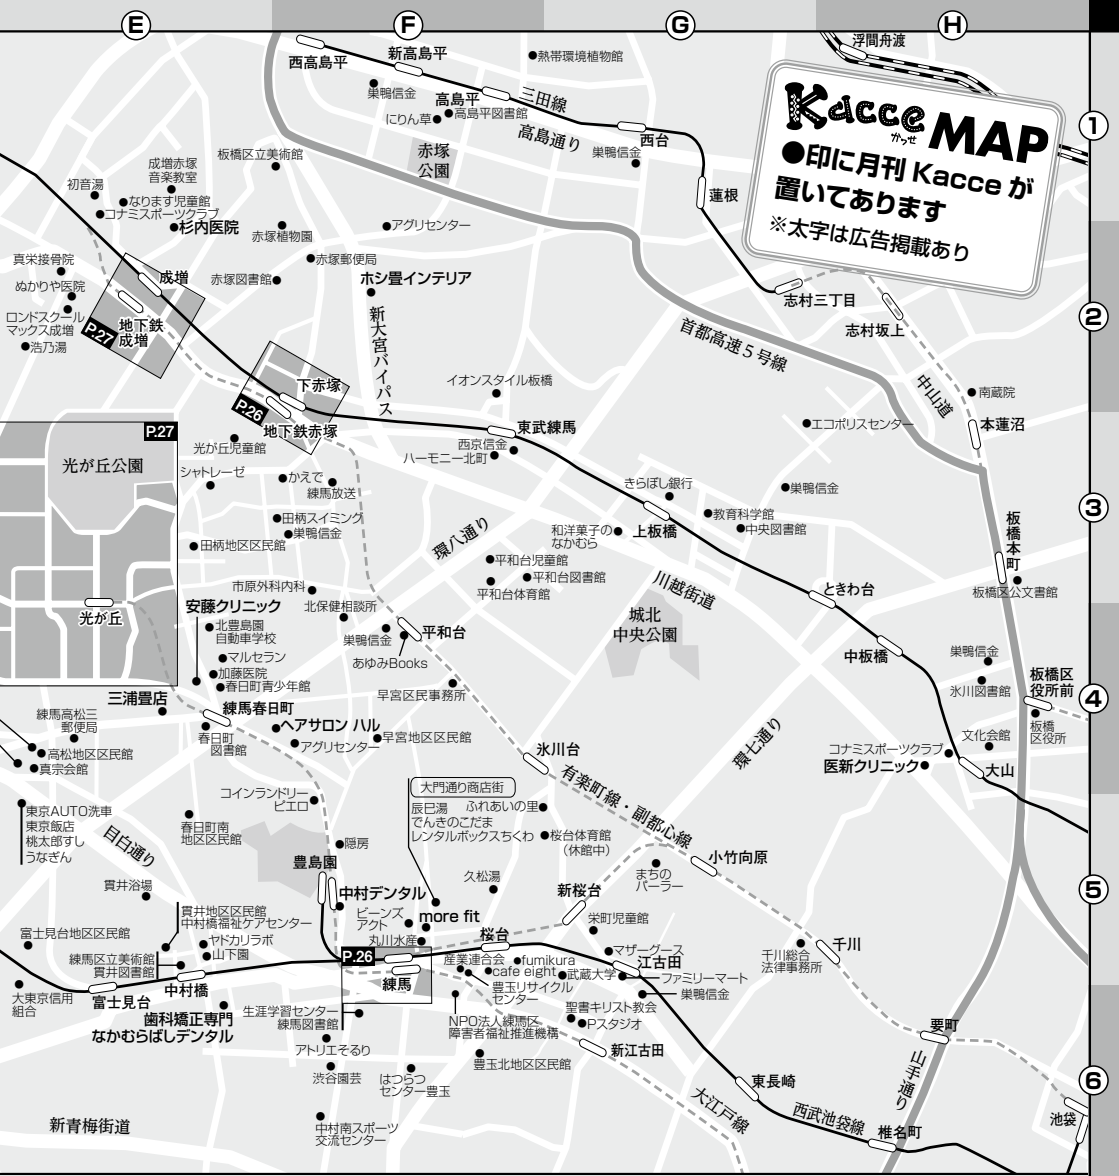 E
F
G
H
①
②
③
④
⑤
⑥
Kacce
かっせ
MAP
●印に月刊 Kacce が
置いてあります
※太字は広告掲載あり
浮間舟渡
西高島平
新高島平
●熱帯環境植物館
巣鴨信金
高島平
三田線
にりん草
高島平図書館
高島通り
西台
巣鴨信金
赤塚
公園
蓮根
成増赤塚
音楽教室
板橋区立美術館
初音湯
なります児童館
コナミスポーツクラブ
杉内医院
赤塚植物園
アグリセンター
真栄接骨院
成増
赤塚図書館
赤塚郵便局
ホシ畳インテリア
ぬかりや医院
ロンドスクール
マックス成増
地下鉄
成増
P.27
浩乃湯
新大宮バイパス
志村三丁目
志村坂上
首都高速5号線
下赤塚
P.26
地下鉄赤塚
イオンスタイル板橋
中山道
南蔵院
本蓮沼
エコポリスセンター
東武練馬
西京信金
ハーモニー北町
P.27
光が丘公園
光が丘
光が丘児童館
シャトレーゼ
かえで
練馬放送
田柄スイミング
巣鴨信金
田柄地区区民館
きらぼし銀行
巣鴨信金
教育科学館
中央図書館
和洋菓子の
なかむら
上板橋
環八通り
平和台児童館
平和台図書館
平和台体育館
川越街道
ときわ台
板橋本町
板橋区公文書館
市原外科内科
安藤クリニック
北保健相談所
北豊島園
自動車学校
巣鴨信金
平和台
あゆみBooks
城北
中央公園
中板橋
巣鴨信金
氷川図書館
板橋区
役所前
マルセラン
加藤医院
春日町青少年館
早宮区民事務所
三浦畳店
練馬春日町
練馬高松三
郵便局
春日町
図書館
ヘアサロン ハル
アグリセンター
早宮地区区民館
高松地区区民館
真宗会館
氷川台
環七通り
文化会館
板橋
区役所
コナミスポーツクラブ
医新クリニック
大山
大門通り商店街
辰巳湯
でんきのこだま
レンタルボックスちくわ
ふれあいの里
有楽町線・副都心線
コインランドリー
ピエロ
東京AUTO洗車
東京飯店
桃太郎すし
うなぎん
目白通り
春日町南
地区区民館
隠房
桜台体育館
（休館中）
豊島園
小竹向原
まちの
パーラー
貫井浴場
中村デンタル
久松湯
新桜台
ビーンズ
アクト
more fit
栄町児童館
貫井地区区民館
中村橋福祉ケアセンター
富士見台地区区民館
ヤドカリラボ
山下園
丸川水産
桜台
千川
千川総合
法律事務所
練馬区立美術館
貫井図書館
P.26
練馬
産業連合会
fumikura
cafe eight
マザーグース
江古田
武蔵大学
ファミリーマート
巣鴨信金
豊玉リサイクル
センター
大東京信用
組合
富士見台
中村橋
歯科矯正専門
なかむらばしデンタル
生涯学習センター
練馬図書館
NPO法人練馬区
障害者福祉推進機構
聖書キリスト教会
Pスタジオ
要町
アトリエそるり
新江古田
豊玉北地区区民館
渋谷園芸
はつらつ
センター豊玉
東長崎
山手通り
新青梅街道
中村南スポーツ
交流センター
大江戸線
西武池袋線
椎名町
池袋